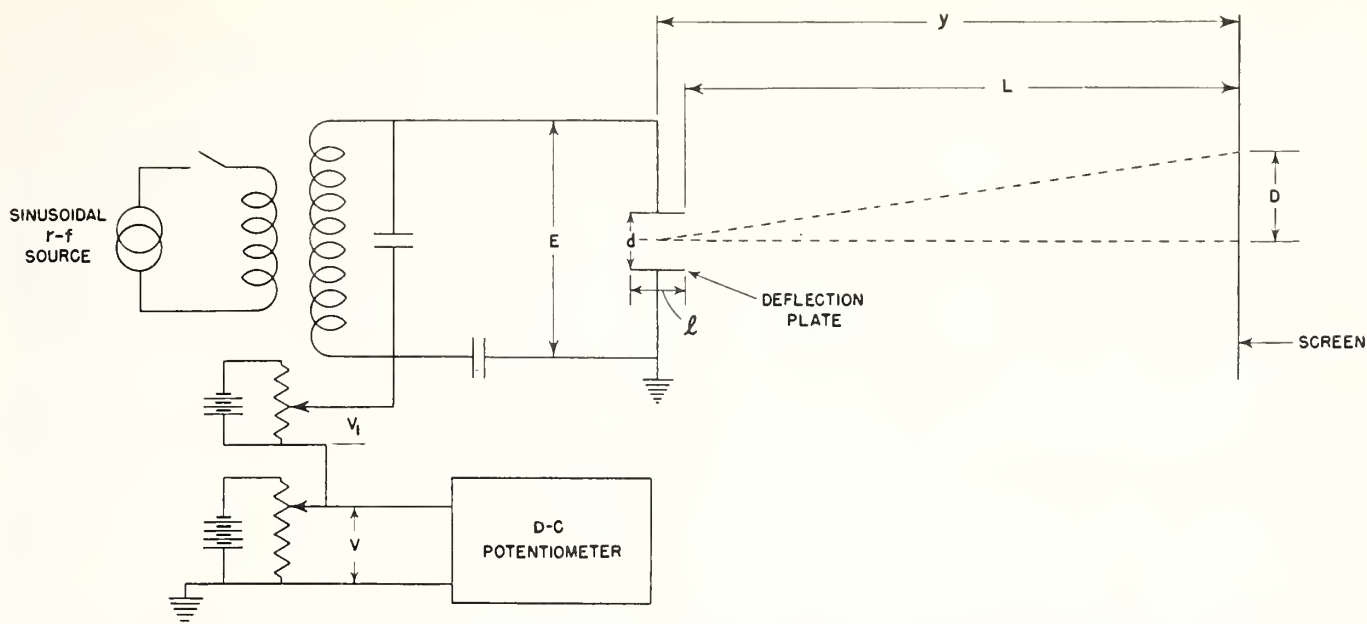 y
L
SINUSOIDAL
r-f
SOURCE
E
d
D
DEFLECTION
PLATE
ℓ
SCREEN
V₁
V
D-C
POTENTIOMETER